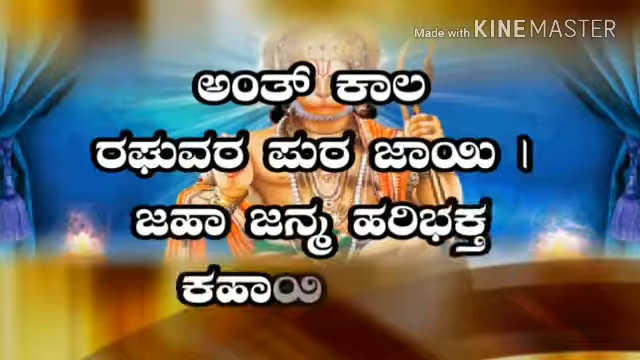 Made with KINEMASTER
ಅಂತ್ ಕಾಲ
ರಘುವರ ಪುರ ಜಾಯಿ |
ಜಹಾ ಜನ್ಮ ಹರಿಭಕ್ತ
ಕಹಾಯಿ